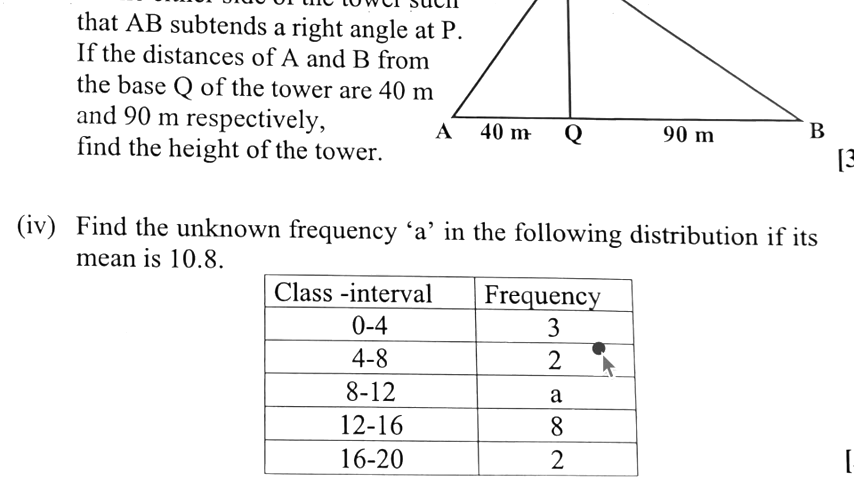 that AB subtends a right angle at P.
If the distances of A and B from
the base Q of the tower are 40 m
and 90 m respectively,
find the height of the tower.
A 40 m Q 90 m B
[3
(iv) Find the unknown frequency ‘a’ in the following distribution if its
mean is 10.8.
Class -interval Frequency
0-4 3
4-8 2
8-12 a
12-16 8
16-20 2
[